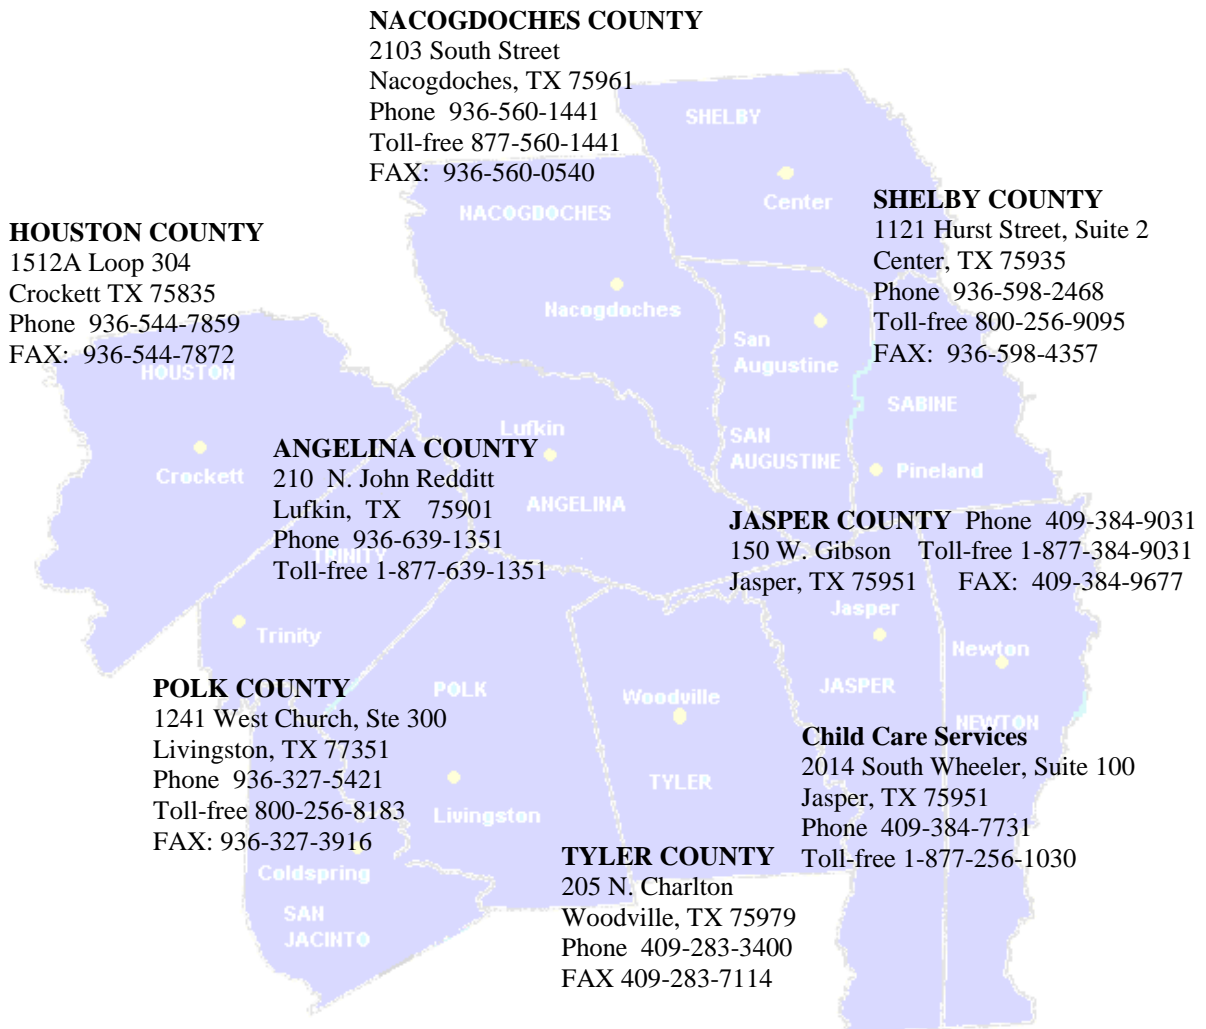 NACOGDOCHES COUNTY
2103 South Street
Nacogdoches, TX 75961
Phone 936-560-1441
Toll-free 877-560-1441
FAX: 936-560-0540
SHELBY
Center
NACOGDOCHES
Nacogdoches
SHELBY COUNTY
1121 Hurst Street, Suite 2
Center, TX 75935
Phone 936-598-2468
Toll-free 800-256-9095
FAX: 936-598-4357
HOUSTON COUNTY
1512A Loop 304
Crockett TX 75835
Phone 936-544-7859
FAX: 936-544-7872
HOUSTON
Crockett
San
Augustine
SAN
AUGUSTINE
SABINE
Pineland
Lufkin
ANGELINA
ANGELINA COUNTY
210 N. John Redditt
Lufkin, TX 75901
Phone 936-639-1351
Toll-free 1-877-639-1351
TRINITY
Trinity
JASPER COUNTY Phone 409-384-9031
150 W. Gibson Toll-free 1-877-384-9031
Jasper, TX 75951 FAX: 409-384-9677
Jasper
JASPER
Newton
NEWTON
POLK COUNTY
1241 West Church, Ste 300
Livingston, TX 77351
Phone 936-327-5421
Toll-free 800-256-8183
FAX: 936-327-3916
POLK
Livingston
Woodville
TYLER
Child Care Services
2014 South Wheeler, Suite 100
Jasper, TX 75951
Phone 409-384-7731
Toll-free 1-877-256-1030
Coldspring
SAN
JACINTO
TYLER COUNTY
205 N. Charlton
Woodville, TX 75979
Phone 409-283-3400
FAX 409-283-7114